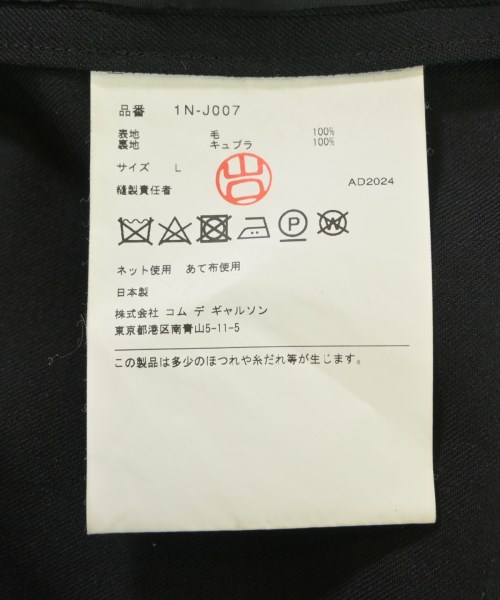 品番 1N-J007
表地 毛 100%
裏地 キュプラ 100%
サイズ L
縫製責任者
AD2024
P W
ネット使用 あて布使用
日本製
株式会社 コム デ ギャルソン
東京都港区南青山5-11-5
この製品は多少のほつれや糸だれ等が生じます。